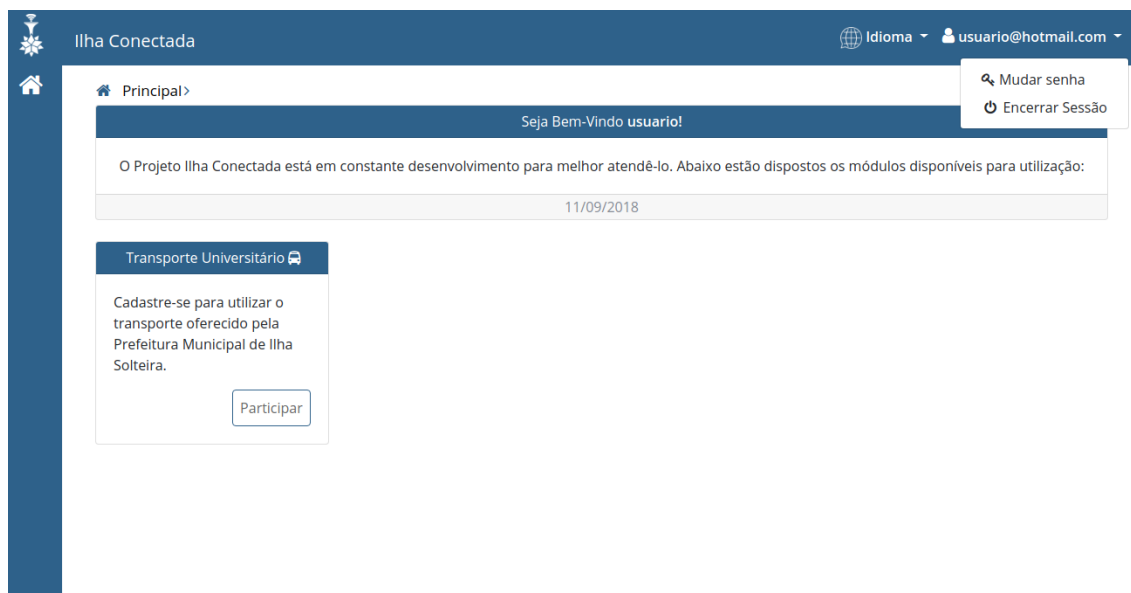 Ilha Conectada
Idioma
usuario@hotmail.com
Mudar senha
Encerrar Sessão
Principal>
Seja Bem-Vindo usuario!
O Projeto Ilha Conectada está em constante desenvolvimento para melhor atendê-lo. Abaixo estão dispostos os módulos disponíveis para utilização:
11/09/2018
Transporte Universitário
Cadastre-se para utilizar o
transporte oferecido pela
Prefeitura Municipal de Ilha
Solteira.
Participar